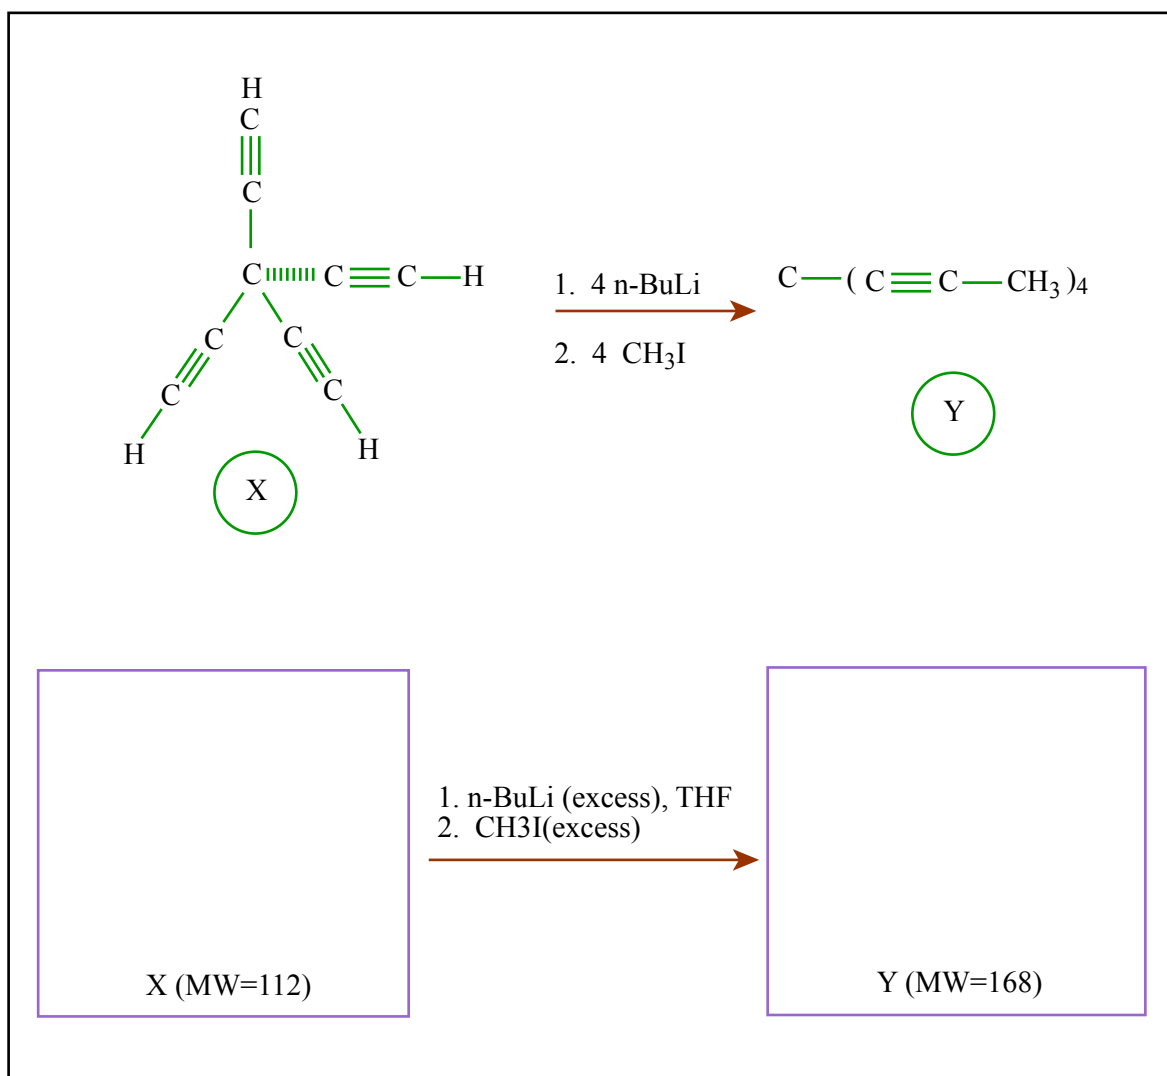 H
C
C
C C C H
C C
C C
H H
X
1. 4 n-BuLi
2. 4 CH₃I
C ( C C CH₃ )₄
Y
1. n-BuLi (excess), THF
2. CH3I(excess)
X (MW=112)
Y (MW=168)